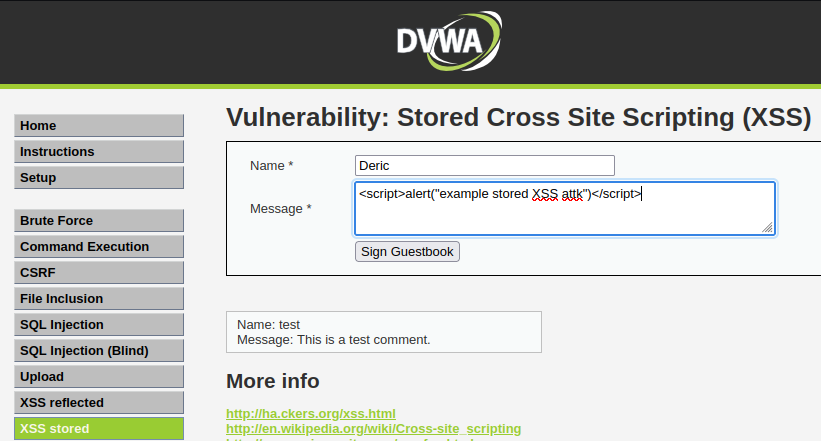 DVWA
Vulnerability: Stored Cross Site Scripting (XSS)
Home
Instructions
Setup
Brute Force
Command Execution
CSRF
File Inclusion
SQL Injection
SQL Injection (Blind)
Upload
XSS reflected
XSS stored
Name * Deric
Message * <script>alert("example stored XSS attk")</script>
Sign Guestbook
Name: test
Message: This is a test comment.
More info
http://ha.ckers.org/xss.html
http://en.wikipedia.org/wiki/Cross-site_scripting